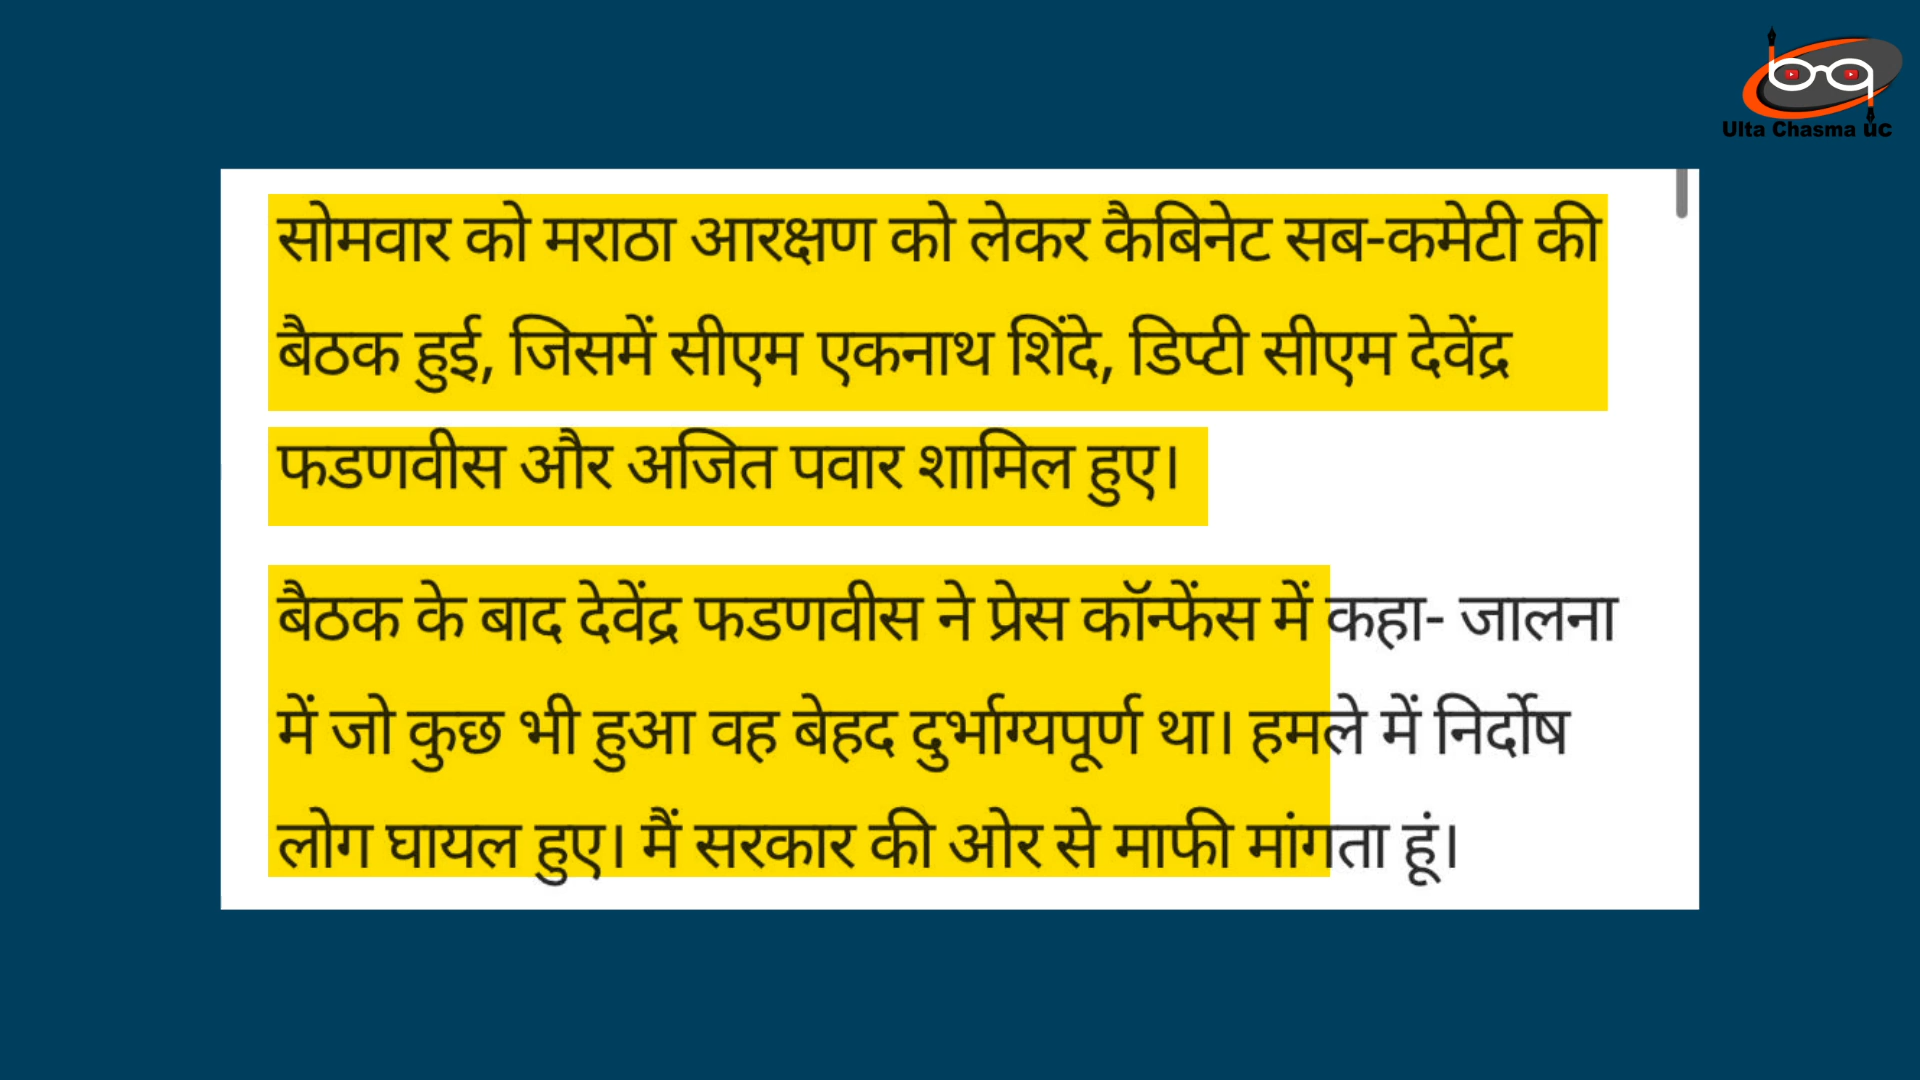 Ulta Chasma uc
सोमवार को मराठा आरक्षण को लेकर कैबिनेट सब-कमेटी की
बैठक हुई, जिसमें सीएम एकनाथ शिंदे, डिप्टी सीएम देवेंद्र
फडणवीस और अजित पवार शामिल हुए।
बैठक के बाद देवेंद्र फडणवीस ने प्रेस कॉन्फेंस में कहा- जालना
में जो कुछ भी हुआ वह बेहद दुर्भाग्यपूर्ण था। हमले में निर्दोष
लोग घायल हुए। मैं सरकार की ओर से माफी मांगता हूं।